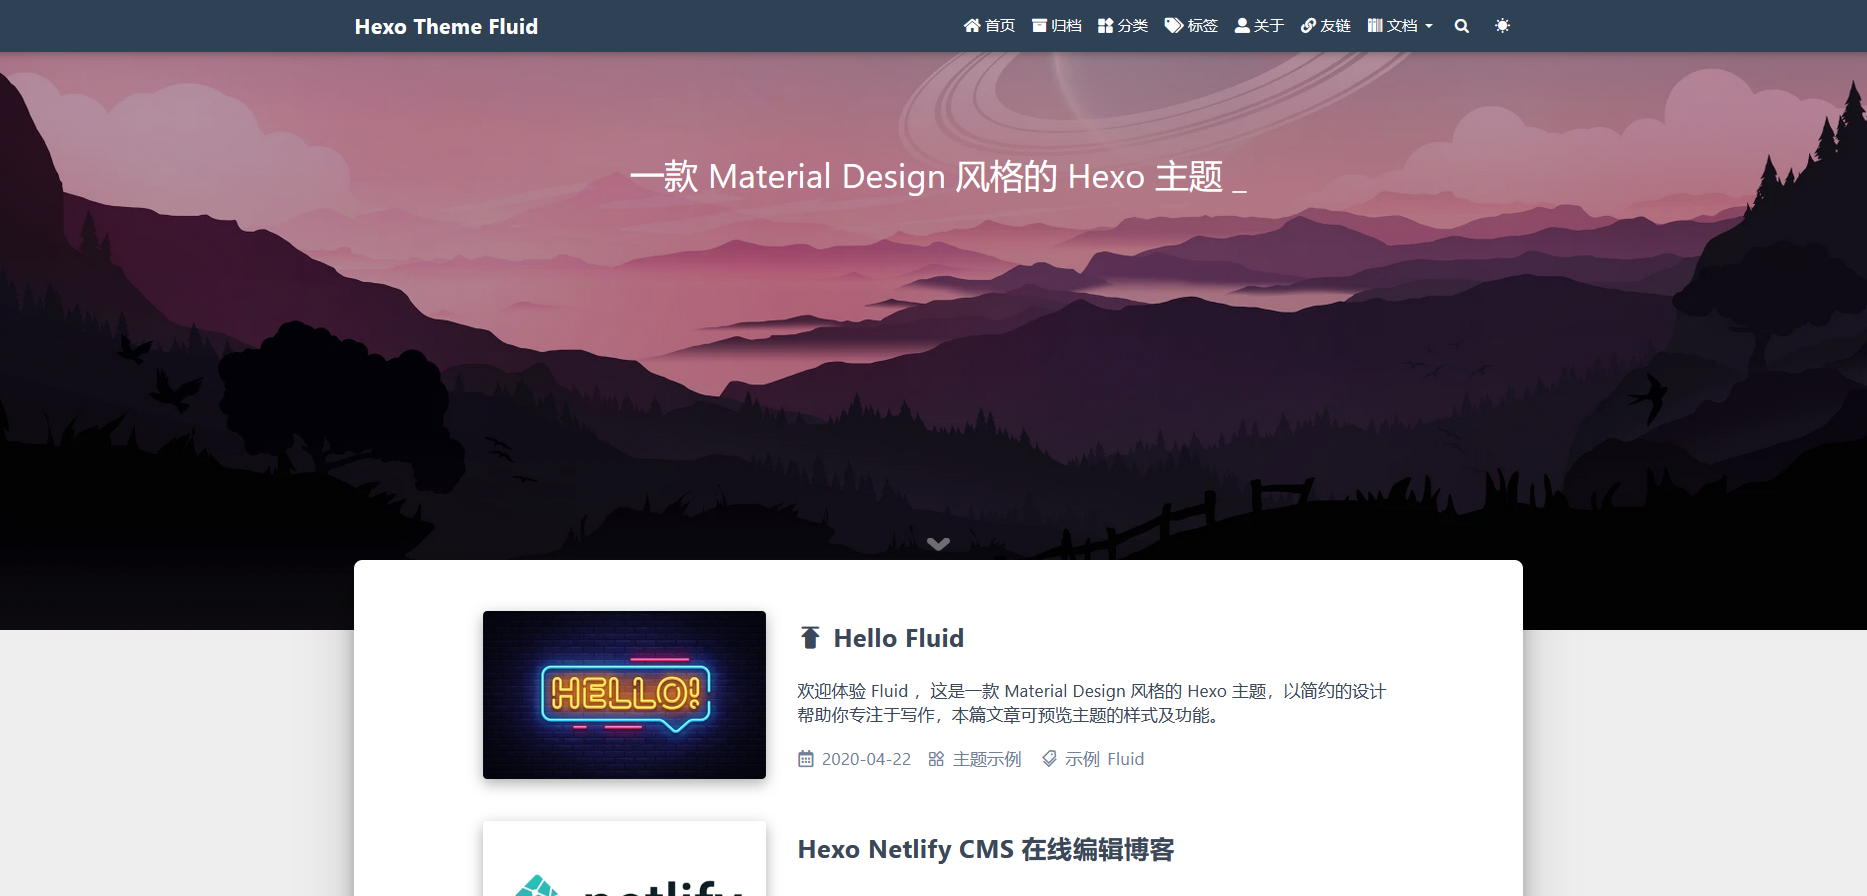 Hexo Theme Fluid
首页 归档 分类 标签 关于 友链 文档
一款 Material Design 风格的 Hexo 主题 _
HELLO!
Hello Fluid
欢迎体验 Fluid ，这是一款 Material Design 风格的 Hexo 主题，以简约的设计
帮助你专注于写作，本篇文章可预览主题的样式及功能。
2020-04-22 主题示例 示例 Fluid
Hexo Netlify CMS 在线编辑博客
netlify